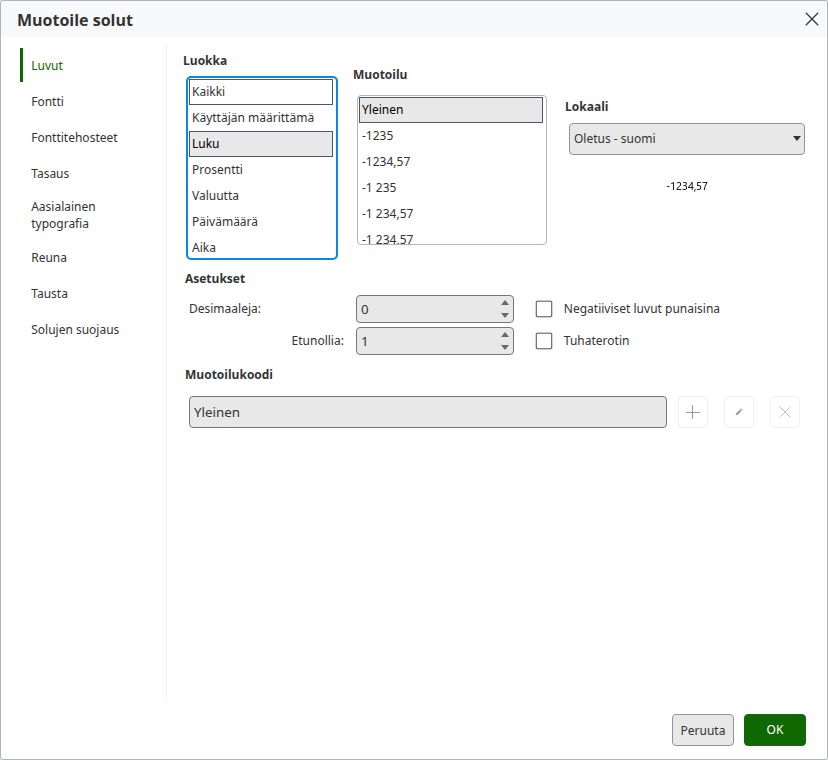 Muotoile solut
Luvut
Fontti
Fonttitehosteet
Tasaus
Aasialainen
typografia
Reuna
Tausta
Solujen suojaus
Luokka
Kaikki
Käyttäjän määrittämä
Luku
Prosentti
Valuutta
Päivämäärä
Aika
Muotoilu
Yleinen
-1235
-1234,57
-1 235
-1 234,57
-1 234,57
Lokaali
Oletus - suomi
-1234,57
Asetukset
Desimaaleja:
0
Negatiiviset luvut punaisina
Etunollia:
1
Tuhaterotin
Muotoilukoodi
Yleinen
Peruuta
OK